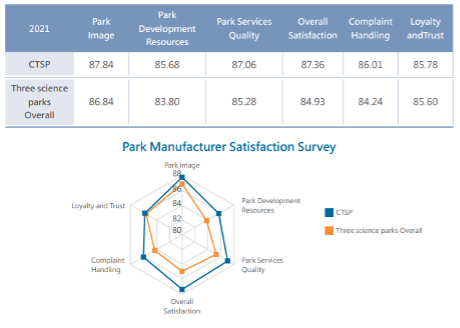 2021 Park Image Park Development Resources Park Services Quality Overall Satisfaction Complaint Handling Loyalty andTrust
CTSP 87.84 85.68 87.06 87.36 86.01 85.78
Three science parks Overall 86.84 83.80 85.28 84.93 84.24 85.60
Park Manufacturer Satisfaction Survey
Park Image
88
86
84
82
80
Park Development
Resources
Park Services
Quality
Overall
Satisfaction
Complaint
Handling
Loyalty and Trust
CTSP
Three science parks Overall